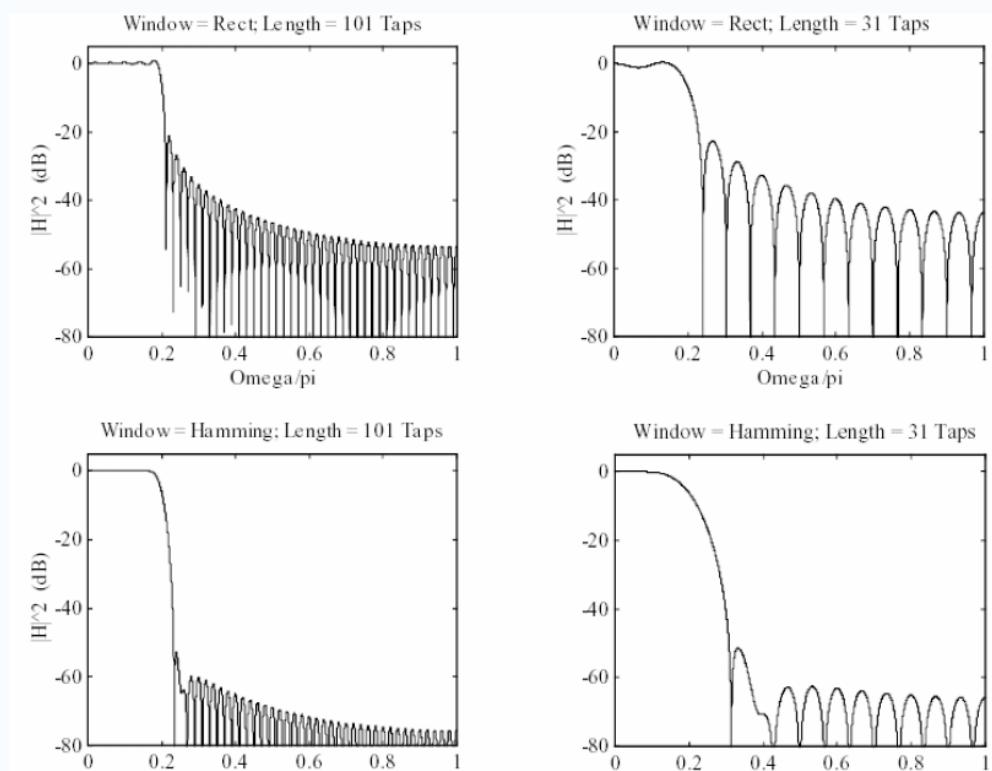 Window = Rect; Length = 101 Taps
0
-20
-40
-60
-80
|H|^2 (dB)
0 0.2 0.4 0.6 0.8 1
Omega/pi
Window = Rect; Length = 31 Taps
0
-20
-40
-60
-80
|H|^2 (dB)
0 0.2 0.4 0.6 0.8 1
Omega/pi
Window = Hamming; Length = 101 Taps
0
-20
-40
-60
-80
|H|^2 (dB)
0 0.2 0.4 0.6 0.8 1
Window = Hamming; Length = 31 Taps
0
-20
-40
-60
-80
0 0.2 0.4 0.6 0.8 1